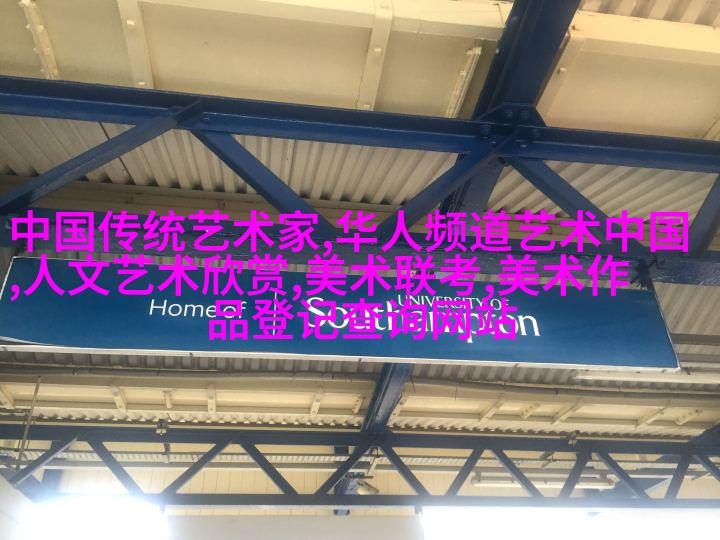 中国传统艺术家,华人频道艺术中国
,人文艺术欣赏,美术联考,美术作
品登记查询网站
Home of
UNIVERSITY OF
Southampton